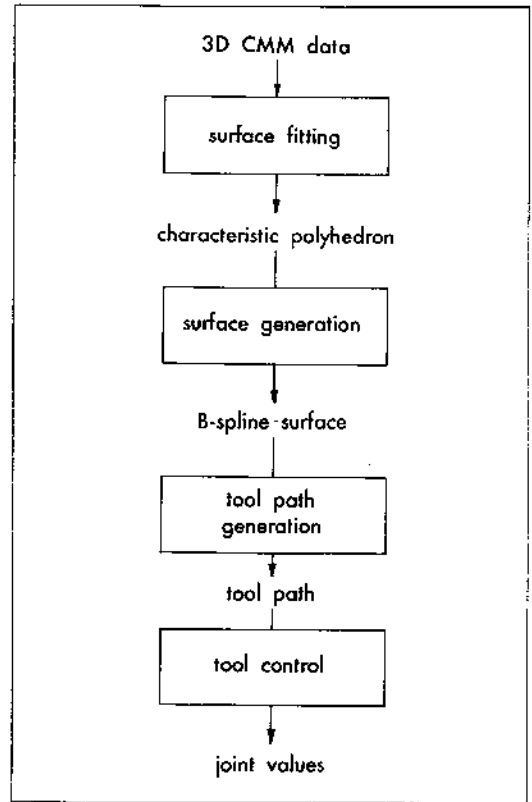 3D CMM data
surface fitting
characteristic polyhedron
surface generation
B-spline surface
tool path
generation
tool path
tool control
joint values